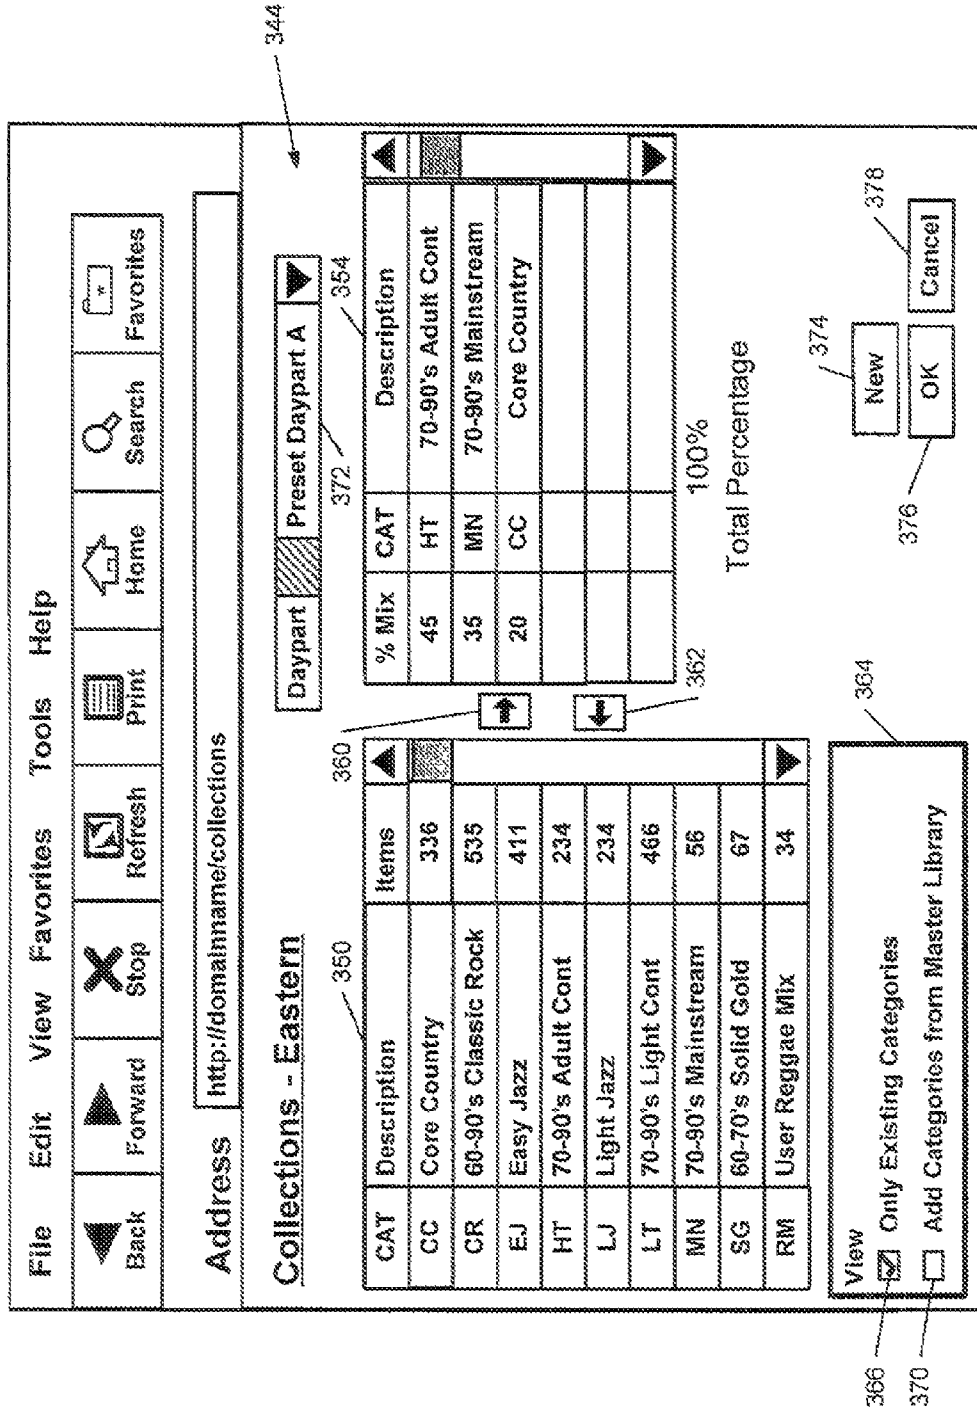 File Edit View Favorites Tools Help
Back Forward Stop Refresh Print Home Search Favorites
Address http://domainname/collections
344
Collections - Eastern
Daypart Preset Daypart A
350
360
372
354
CAT Description Items
CC Core Country 336
CR 60-90's Classic Rock 535
EJ Easy Jazz 411
HT 70-90's Adult Cont 234
LJ Light Jazz 234
LT 70-90's Light Cont 466
MN 70-90's Mainstream 56
SG 60-70's Solid Gold 67
RM User Reggae Mix 34
% Mix CAT Description
45 HT 70-90's Adult Cont
35 MN 70-90's Mainstream
20 CC Core Country
362
100%
Total Percentage
364
View
366
Only Existing Categories
370
Add Categories from Master Library
374
New
376
OK
378
Cancel